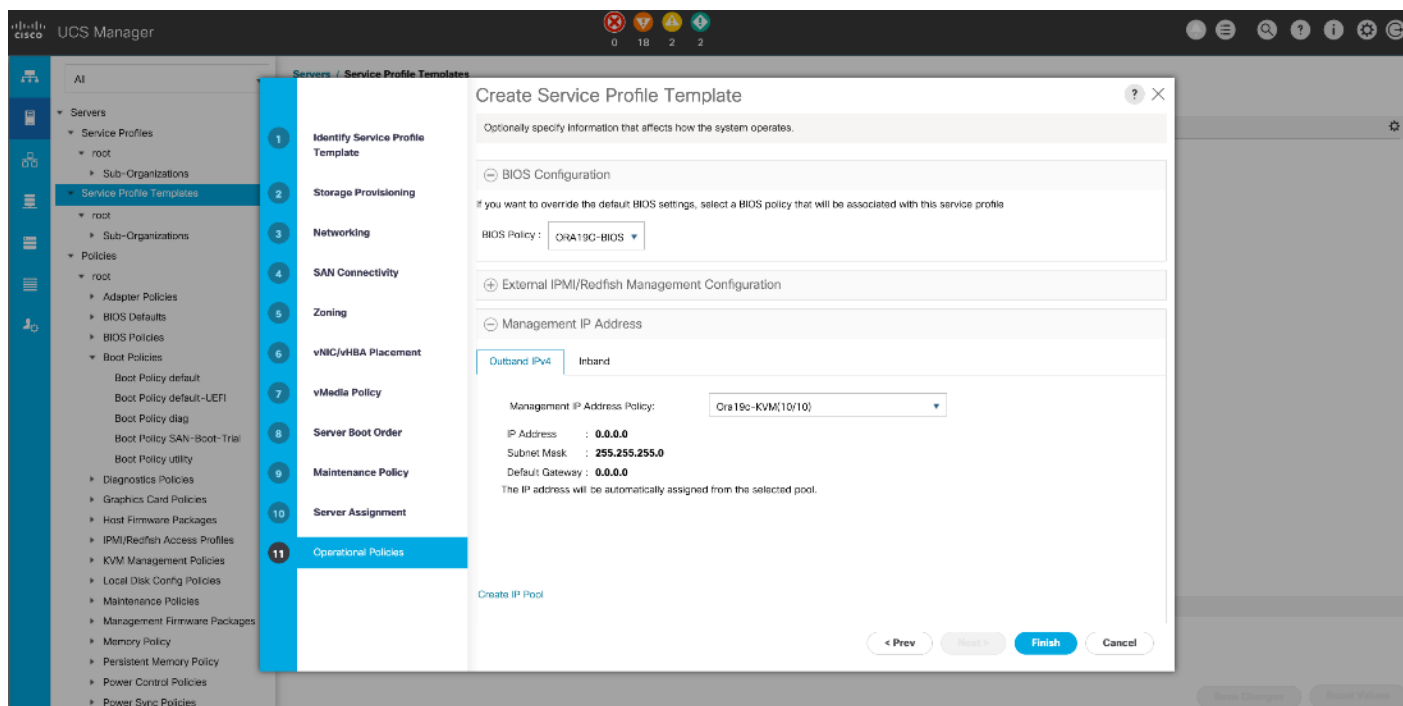 cisco
UCS Manager
0 18 2 2
All
Servers
Service Profiles
root
Sub-Organizations
Service Profile Templates
root
Sub-Organizations
Policies
root
Adapter Policies
BIOS Defaults
BIOS Policies
Boot Policies
Boot Policy default
Boot Policy default-UEFI
Boot Policy diag
Boot Policy SAN-Boot-Trial
Boot Policy utility
Diagnostics Policies
Graphics Card Policies
Host Firmware Packages
IPMI/Redfish Access Profiles
KVM Management Policies
Local Disk Config Policies
Maintenance Policies
Management Firmware Packages
Memory Policy
Persistent Memory Policy
Power Control Policies
Power Sync Policies
Servers / Service Profile Templates
1 Identify Service Profile
Template
2 Storage Provisioning
3 Networking
4 SAN Connectivity
5 Zoning
6 vNIC/vHBA Placement
7 vMedia Policy
8 Server Boot Order
9 Maintenance Policy
10 Server Assignment
11 Operational Policies
Create Service Profile Template
?
Optionally specify information that affects how the system operates.
BIOS Configuration
If you want to override the default BIOS settings, select a BIOS policy that will be associated with this service profile
BIOS Policy : ORA19C-BIOS
External IPMI/Redfish Management Configuration
Management IP Address
Outband IPv4 Inband
Management IP Address Policy: Ora19c-KVM(10/10)
IP Address : 0.0.0.0
Subnet Mask : 255.255.255.0
Default Gateway : 0.0.0.0
The IP address will be automatically assigned from the selected pool.
Create IP Pool
< Prev Next > Finish Cancel
Save Changes Reset Values